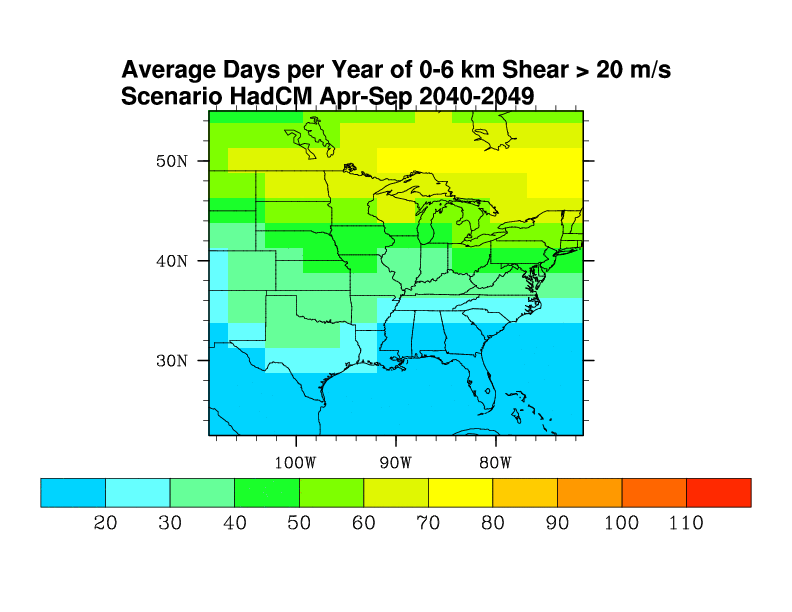 Average Days per Year of 0-6 km Shear > 20 m/s
Scenario HadCM Apr-Sep 2040-2049
50N
40N
30N
100W 90W 80W
20 30 40 50 60 70 80 90 100 110